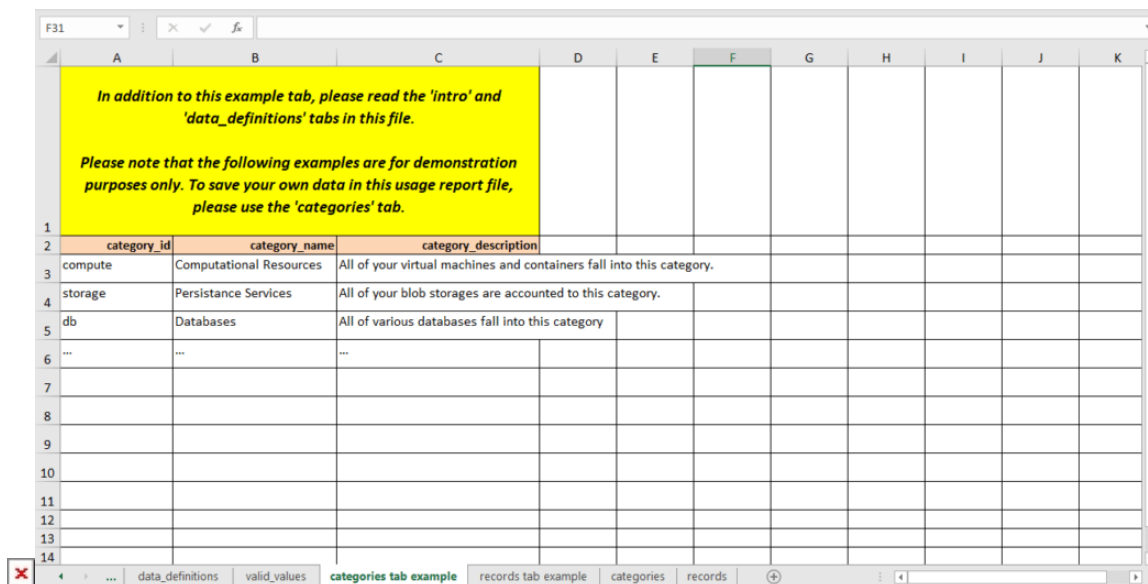 F31 fx
A B C D E F G H I J K
In addition to this example tab, please read the 'intro' and
'data_definitions' tabs in this file.
Please note that the following examples are for demonstration
purposes only. To save your own data in this usage report file,
please use the 'categories' tab.
1
2 category_id category_name category_description
3 compute Computational Resources All of your virtual machines and containers fall into this category.
4 storage Persistance Services All of your blob storages are accounted to this category.
5 db Databases All of various databases fall into this category
6 ... ... ...
7
8
9
10
11
12
13
14
... data_definitions valid_values categories tab example records tab example categories records